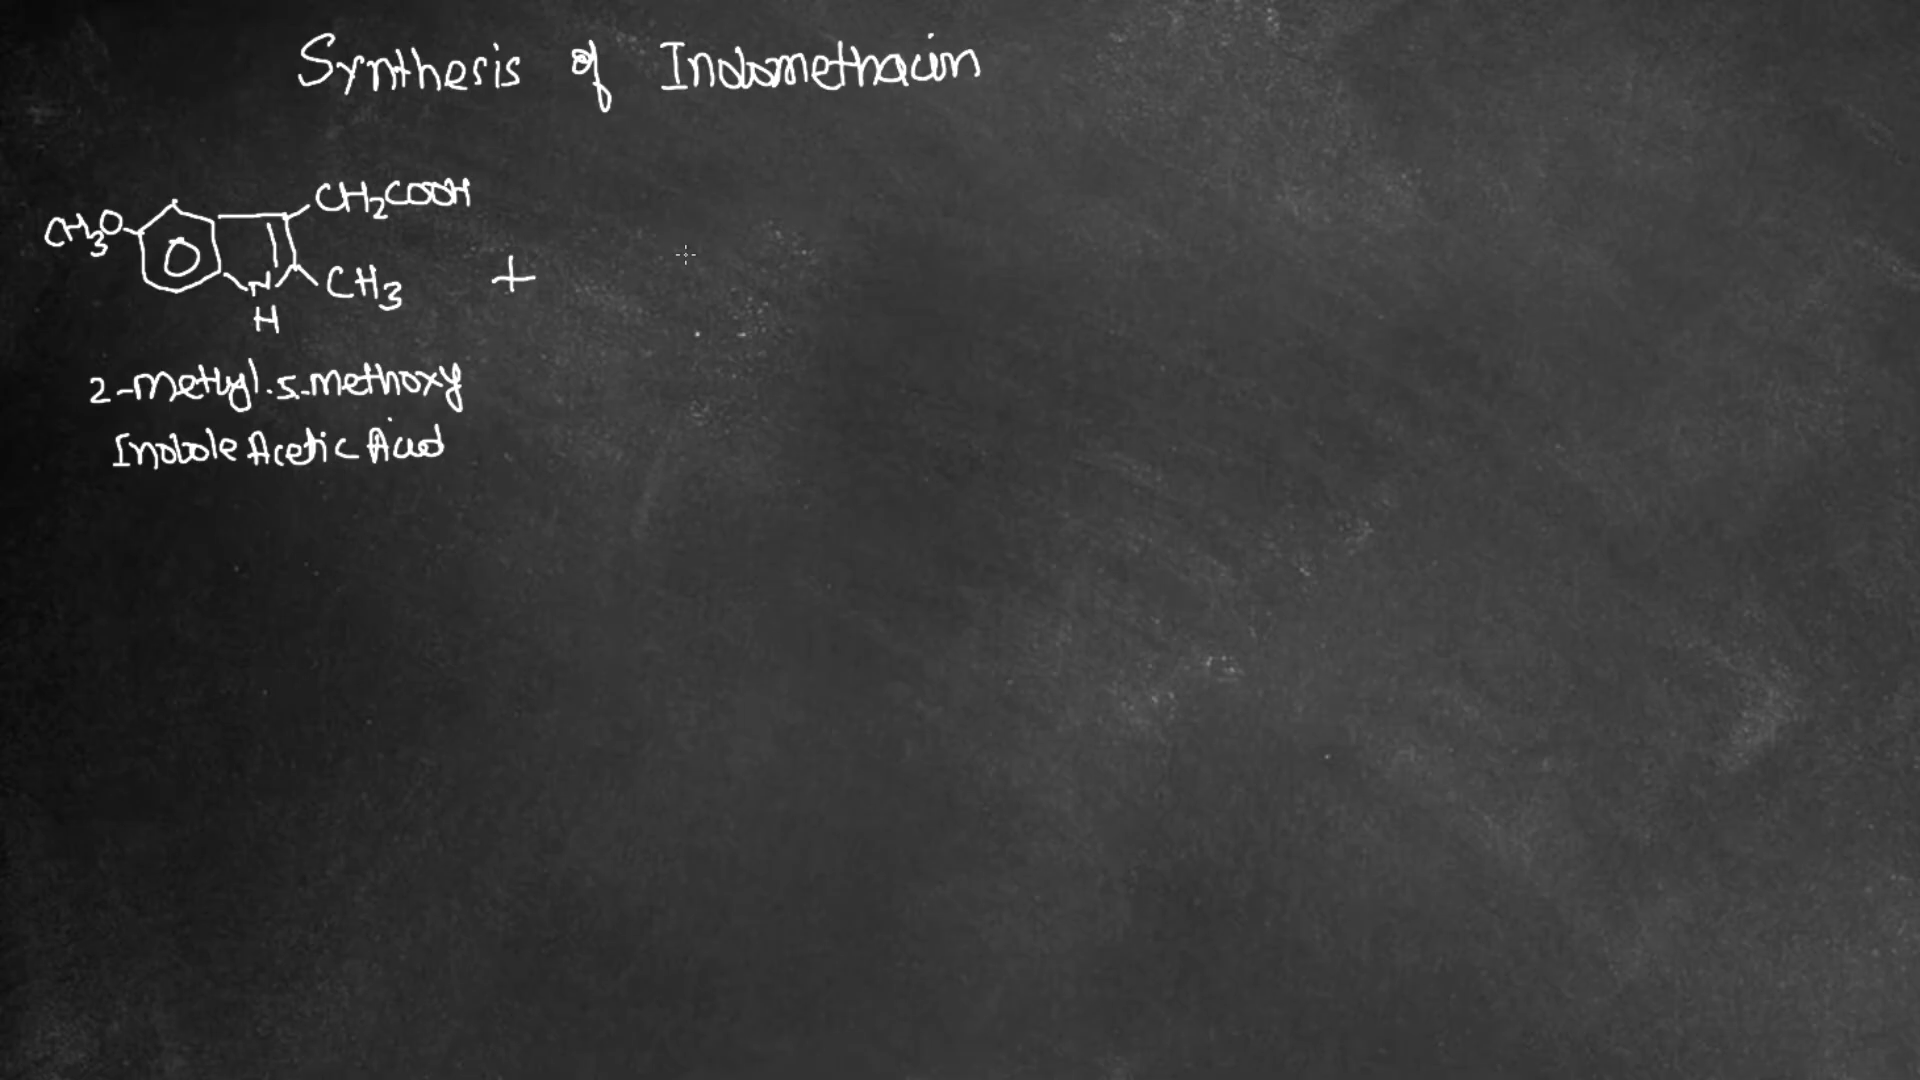 Synthesis of Indomethacin
CH₂COOH
CH₃O
N
CH₃
+
H
2-methyl-5-methoxy
Indole Acetic Acid